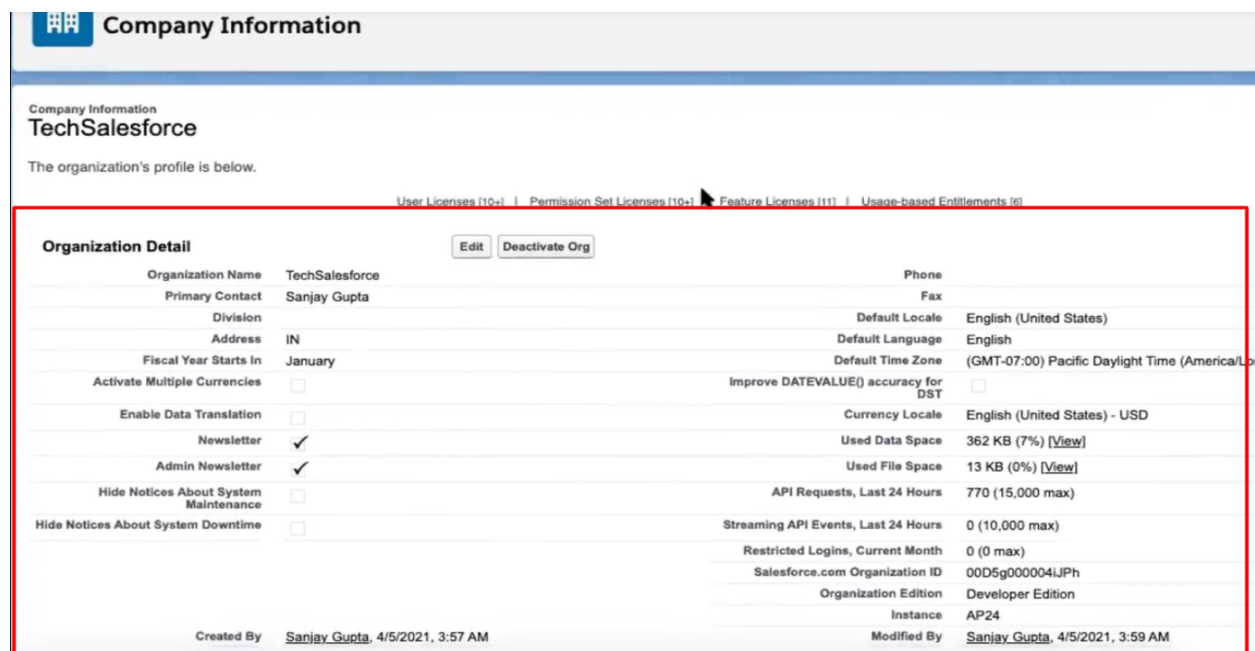 Company Information
Company Information
TechSalesforce
The organization's profile is below.
User Licenses [10+] | Permission Set Licenses [10+] Feature Licenses [11] | Usage-based Entitlements [6]
Organization Detail Edit Deactivate Org
Organization Name TechSalesforce Phone
Primary Contact Sanjay Gupta Fax
Division Default Locale English (United States)
Address IN Default Language English
Fiscal Year Starts In January Default Time Zone (GMT-07:00) Pacific Daylight Time (America/Lo
Activate Multiple Currencies Improve DATEVALUE() accuracy for
DST
Enable Data Translation Currency Locale English (United States) - USD
Newsletter Used Data Space 362 KB (7%) [View]
Admin Newsletter Used File Space 13 KB (0%) [View]
Hide Notices About System
Maintenance API Requests, Last 24 Hours 770 (15,000 max)
Hide Notices About System Downtime Streaming API Events, Last 24 Hours 0 (10,000 max)
Restricted Logins, Current Month 0 (0 max)
Salesforce.com Organization ID 00D5g000004iJPh
Organization Edition Developer Edition
Instance AP24
Created By Sanjay Gupta, 4/5/2021, 3:57 AM Modified By Sanjay Gupta, 4/5/2021, 3:59 AM